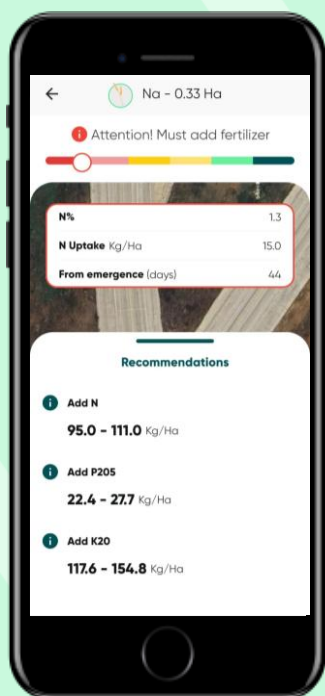 Na - 0.33 Ha
Attention! Must add fertilizer
N% 1.3
N Uptake Kg/Ha 15.0
From emergence (days) 44
Recommendations
Add N
95.0 - 111.0 Kg/Ha
Add P205
22.4 - 27.7 Kg/Ha
Add K20
117.6 - 154.8 Kg/Ha